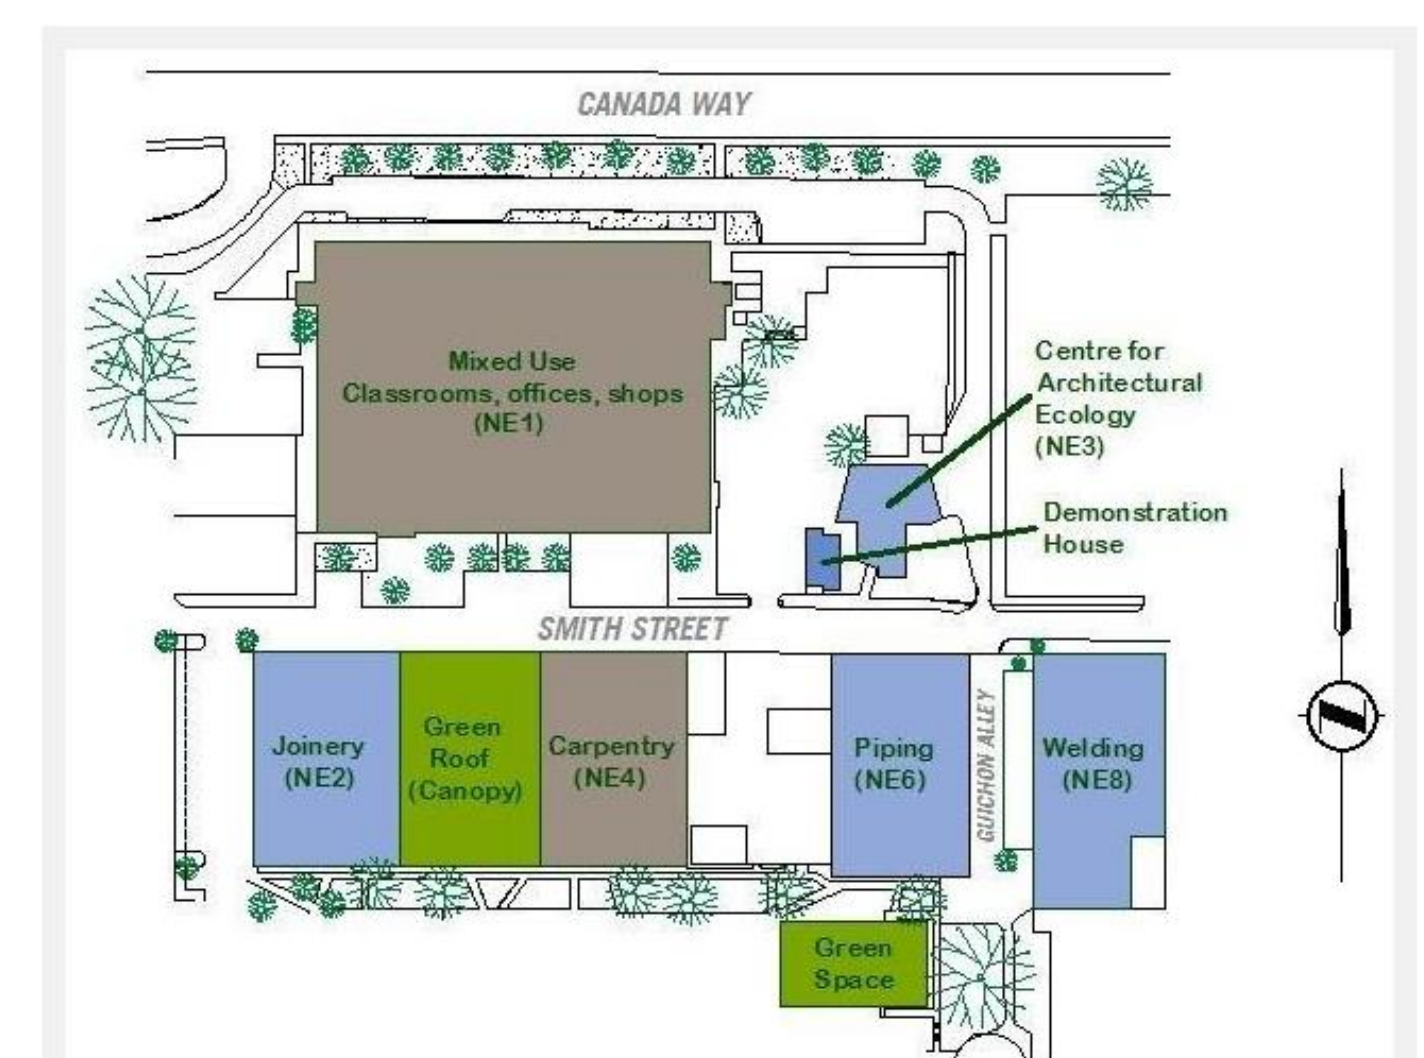 CANADA WAY
Mixed Use
Classrooms, offices, shops
(NE1)
Centre for
Architectural
Ecology
(NE3)
Demonstration
House
SMITH STREET
Joinery
(NE2)
Green
Roof
(Canopy)
Carpentry
(NE4)
Piping
(NE6)
GUICHON ALLEY
Welding
(NE8)
Green
Space